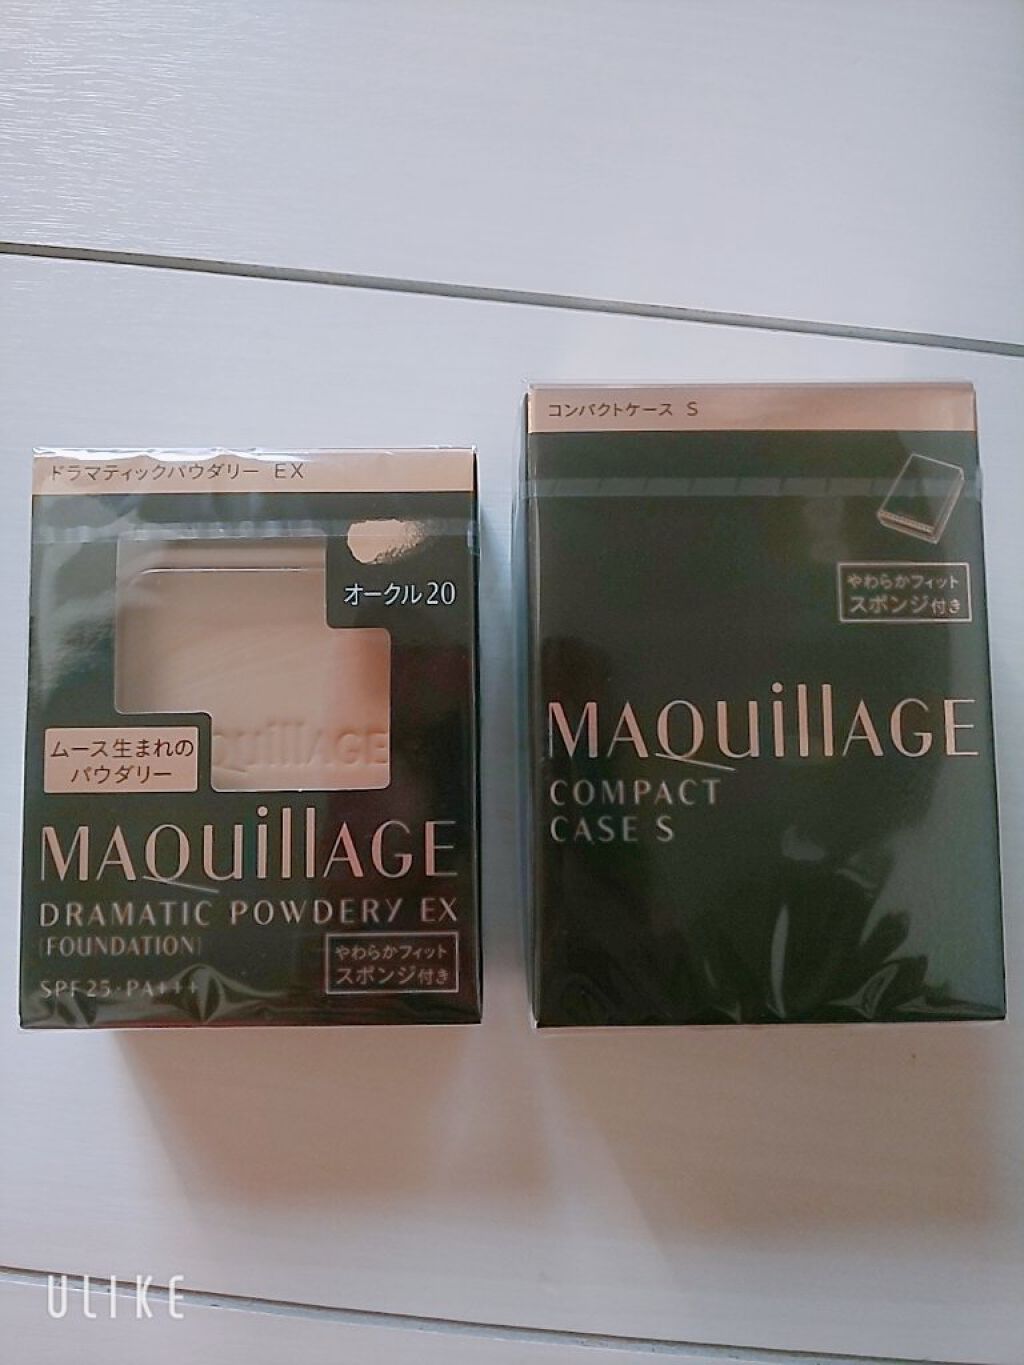 ドラマティックパウダリー EX
オークル20
QuillAGE
ムース生まれの
パウダリー
MAQuillAGE
DRAMATIC POWDERY EX
(FOUNDATION)
SPF25・PA+++
やわらかフィット
スポンジ付き
コンパクトケース S
やわらかフィット
スポンジ付き
MAQuillAGE
COMPACT
CASE S
ULIKE